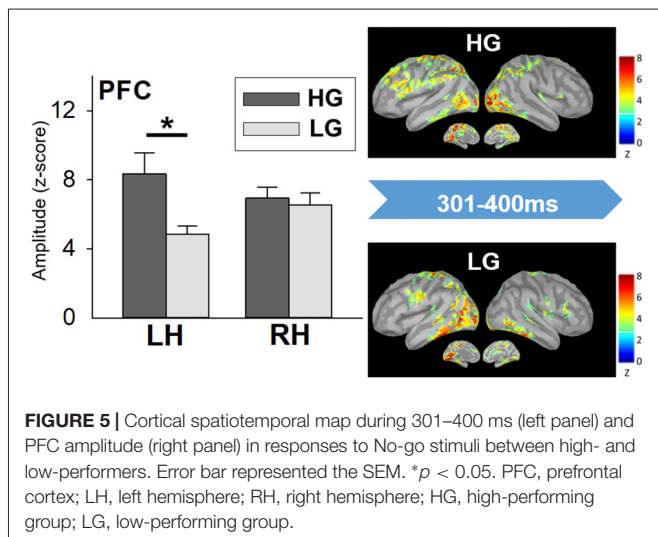 PFC
*
HG
LG
12
8
4
0
Amplitude (z-score)
LH
RH
HG
8
6
4
2
0
Z
301-400ms
LG
8
6
4
2
0
Z
FIGURE 5 | Cortical spatiotemporal map during 301–400 ms (left panel) and
PFC amplitude (right panel) in responses to No-go stimuli between high- and
low-performers. Error bar represented the SEM. *p < 0.05. PFC, prefrontal
cortex; LH, left hemisphere; RH, right hemisphere; HG, high-performing
group; LG, low-performing group.